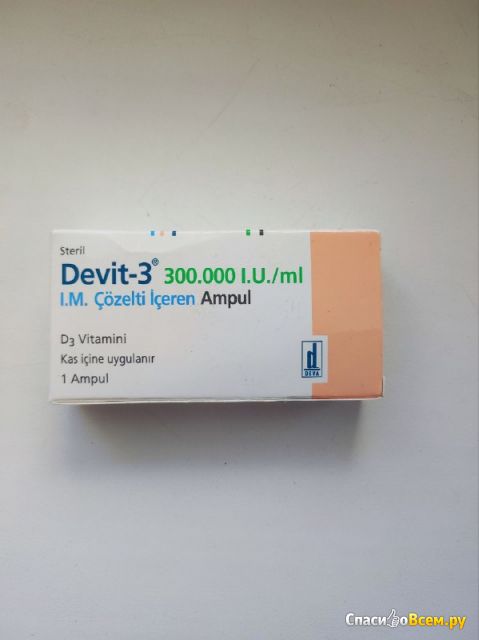 Steril
Devit-3® 300.000 I.U./ml
I.M. Çözelti İçeren Ampul
D₃ Vitamini
Kas içine uygulanır
1 Ampul
d
DEVA
СпасибоВсем.ру